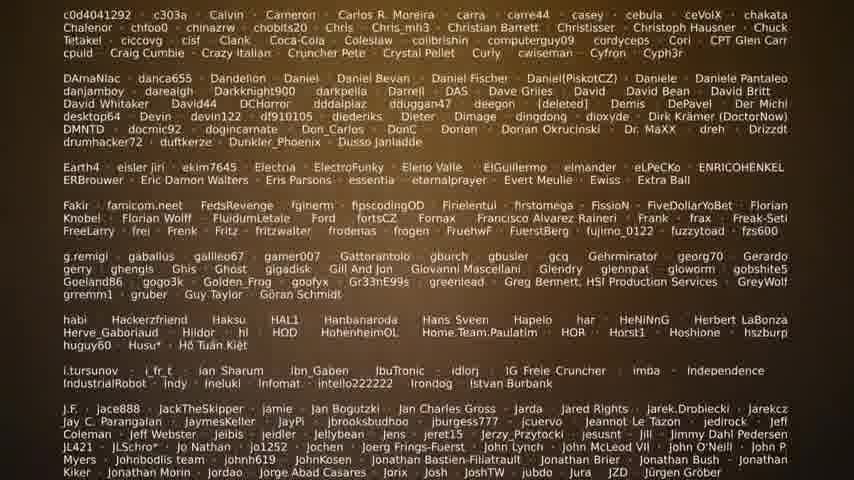 c0d4041292 · c303a · Calvin · Cameron · Carlos R. Moreira · carra · carre44 · casey · cebula · ceVolX · chakata
Chalenor · chfoo0 · chinazrw · chobits20 · Chris · Chris_mh3 · Christian Barrett · Christisser · Christoph Hausner · Chuck
Tetakel · ciccovg · cisf · Clank · Coca-Cola · Coleslaw · collbrishin · computerguy09 · cordyceps · Cori · CPT Glen Carr
cpuid · Craig Cumbie · Crazy Italian · Cruncher Pete · Crystal Pellet · Curly · cwiseman · Cyfron · Cyph3r
DAmaNIac · danca655 · Dandelion · Daniel · Daniel Bevan · Daniel Fischer · Daniel(PiskotCZ) · Daniele · Daniele Pantaleo
danjamboy · darealgh · Darkknight900 · darkpella · Darrell · DAS · Dave Gries · David · David Bean · David Britt
David Whitaker · David44 · DCHorror · dddalplaz · dduggan47 · deegon · [deleted] · Demis · DePavel · Der Michl
desktop64 · Devin · devin122 · df910105 · diederiks · Dieter · Dimage · dingdong · dioxyde · Dirk Krämer (DoctorNow)
DMNTD · docmic92 · dogincarnate · Don_Carlos · DonC · Dorian · Dorian Okrucinski · Dr. MaXX · dreh · Drizzdt
drumhacker72 · duftkerze · Dunkler_Phoenix · Dusso Janladde
Earth4 · eisler jiri · ekim7645 · Electria · ElectroFunky · Eleno Valle · ElGuillermo · elmander · eLPeCKo · ENRICOHENKEL
ERBrouwer · Eric Damon Walters · Eris Parsons · essentia · eternalprayer · Evert Meulie · Ewiss · Extra Ball
Fakir · famicom.neet · FedsRevenge · fginerm · fipscodingOD · Firielentul · firstomega · FissioN · FiveDollarYoBet · Florian
Knobel · Florian Wolff · FluidumLetale · Ford · fortsCZ · Fornax · Francisco Alvarez Raineri · Frank · frax · Freak-Seti
FreeLarry · frei · Frenk · Fritz · fritzwalter · frodenas · frogen · FruehwF · FuerstBerg · fujimo_0122 · fuzzytoad · fzs600
g.remigi · gaballus · galileo67 · gamer007 · Gattorantolo · gburch · gbusler · gcq · Gehrminator · georg70 · Gerardo
gerry · ghengis · Ghis · Ghost · gigadisk · Gill And Jon · Giovanni Mascellani · Glendry · glennpat · gloworm · gobshite5
Goeland86 · gogo3k · Golden_Frog · goofyx · Gr33nE99s · greenlead · Greg Bennett, HSI Production Services · GreyWolf
grremm1 · gruber · Guy Taylor · Göran Schmidt
habi · Hackerzfriend · Haksu · HAL1 · Hanbanaroda · Hans Sveen · Hapelo · har · HeNiNnG · Herbert LaBonza
Herve_Gaboriaud · Hildor · hl · HOD · HohenheimOL · Home.Team.Paulatim · HOR · Horst1 · Hoshione · hszburp
huguy60 · Husu* · Hồ Tuấn Kiệt
i.tursunov · i_fr_t · ian Sharum · Ibn_Gaben · IbuTronic · idlorj · IG Freie Cruncher · imba · Independence
IndustrialRobot · Indy · Ineluki · Infomat · intello222222 · Irondog · Istvan Burbank
J.F. · Jace888 · JackTheSkipper · jamie · Jan Bogutzki · Jan Charles Gross · Jarda · Jared Rights · Jarek.Drobiecki · Jarekcz
Jay C. Parangalan · JaymesKeller · JayPi · jbrooksbudhoo · jburgess777 · jcuervo · Jeannot Le Tazon · jedirock · Jeff
Coleman · Jeff Webster · Jeibis · jeidler · Jellybean · Jens · jeret15 · Jerzy_Przytocki · jesusnt · Jill · Jimmy Dahl Pedersen
JL421 · JLSchro* · Jo Nathan · jo1252 · Jochen · Joerg Frings-Fuerst · John Lynch · John McLeod VII · John O'Neill · John P.
Myers · Johnbodlis team · johnh619 · JohnKosen · Jonathan Bastien-Filiatrault · Jonathan Brier · Jonathan Bush · Jonathan
Kiker · Jonathan Morin · Jordao · Jorge Abad Casares · Jorix · Josh · JoshTW · jubdo · Jura · JZD · Jürgen Gröber